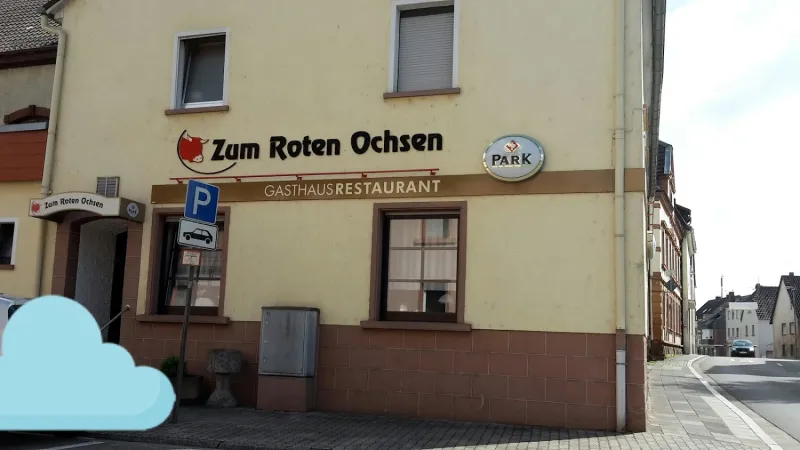 Zum Roten Ochsen
PARK
GASTHAUSRESTAURANT
Zum Roten Ochsen
P